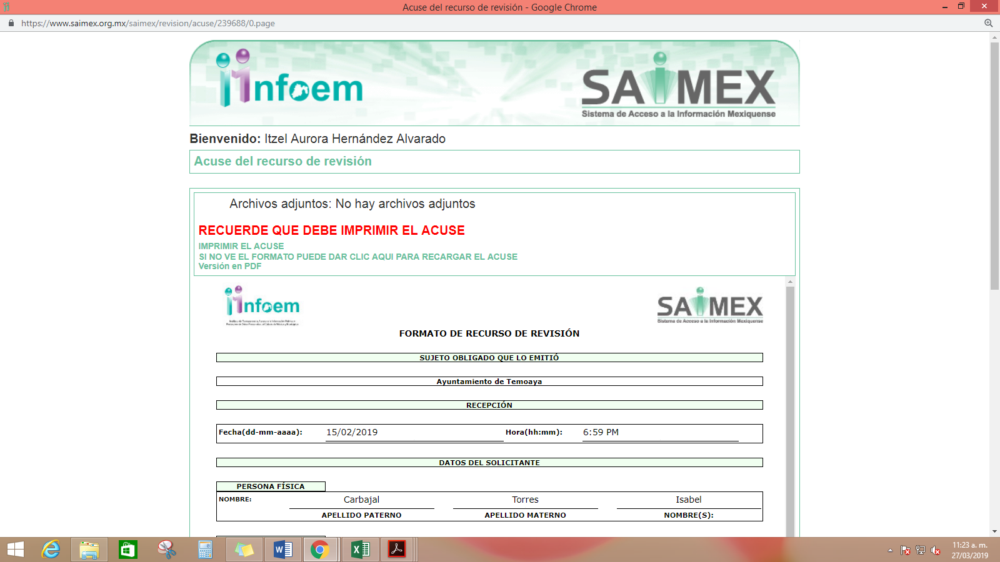 Acuse del recurso de revisión - Google Chrome
https://www.saimex.org.mx/saimex/revision/acuse/239688/0.page
infoem
SAIMEX
Sistema de Acceso a la Información Mexiquense
Bienvenido: Itzel Aurora Hernández Alvarado
Acuse del recurso de revisión
Archivos adjuntos: No hay archivos adjuntos
RECUERDE QUE DEBE IMPRIMIR EL ACUSE
IMPRIMIR EL ACUSE
SI NO VE EL FORMATO PUEDE DAR CLIC AQUI PARA RECARGAR EL ACUSE
Versión en PDF
infoem
SAIMEX
Sistema de Acceso a la Información Mexiquense
FORMATO DE RECURSO DE REVISIÓN
SUJETO OBLIGADO QUE LO EMITIÓ
Ayuntamiento de Temoaya
RECEPCIÓN
Fecha(dd-mm-aaaa): 15/02/2019 Hora(hh:mm): 6:59 PM
DATOS DEL SOLICITANTE
PERSONA FÍSICA
NOMBRE: Carbajal Torres Isabel
APELLIDO PATERNO APELLIDO MATERNO NOMBRE(S):
11:23 a. m.
27/03/2019